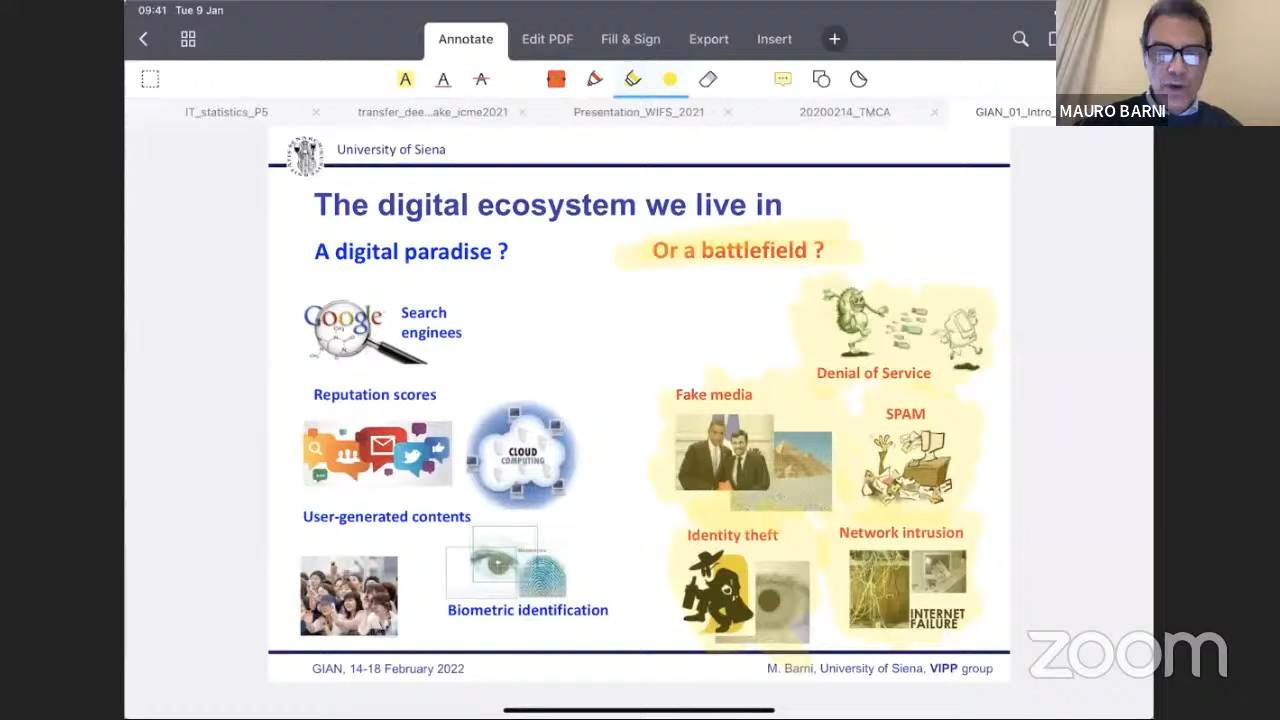 09:41 Tue 9 Jan
Annotate
Edit PDF
Fill & Sign
Export
Insert
A
A
A
IT_statistics_P5
transfer_dee...ake_icme2021
Presentation_WIFS_2021
20200214_TMCA
GIAN_01_Intro_
MAURO BARNI
University of Siena
The digital ecosystem we live in
A digital paradise ?
Or a battlefield ?
Google
Search
enginees
Denial of Service
Reputation scores
Fake media
SPAM
CLOUD
COMPUTING
User-generated contents
Identity theft
Network intrusion
Biometric identification
INTERNET
FAILURE
GIAN, 14-18 February 2022
M. Barni, University of Siena, VIPP group
zoom